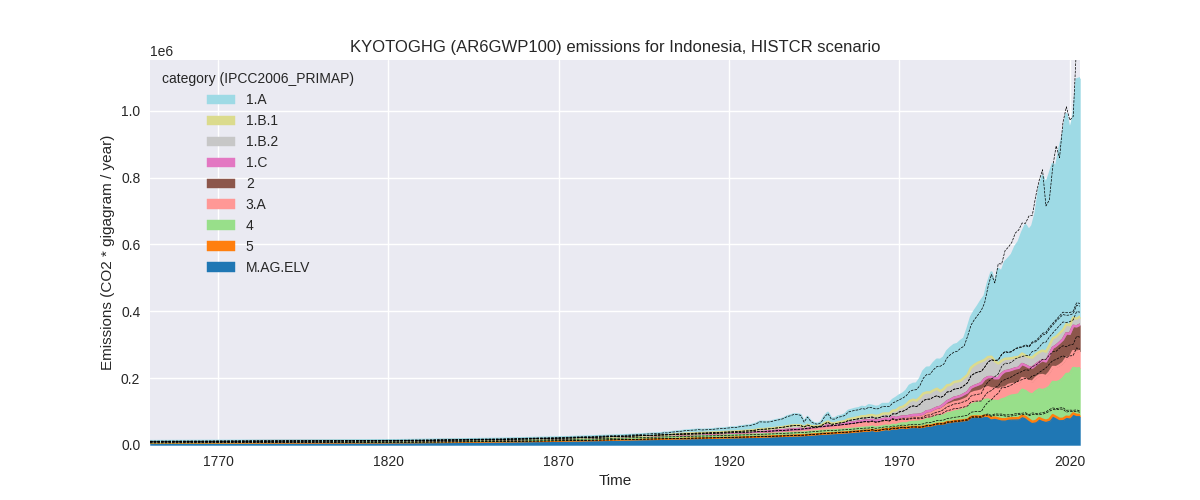 KYOTOGHG (AR6GWP100) emissions for Indonesia, HISTCR scenario
1e6
category (IPCC2006_PRIMAP)
1.A
1.B.1
1.B.2
1.C
2
3.A
4
5
M.AG.ELV
Emissions (CO2 * gigagram / year)
1.0
0.8
0.6
0.4
0.2
0.0
1770 1820 1870 1920 1970 2020
Time